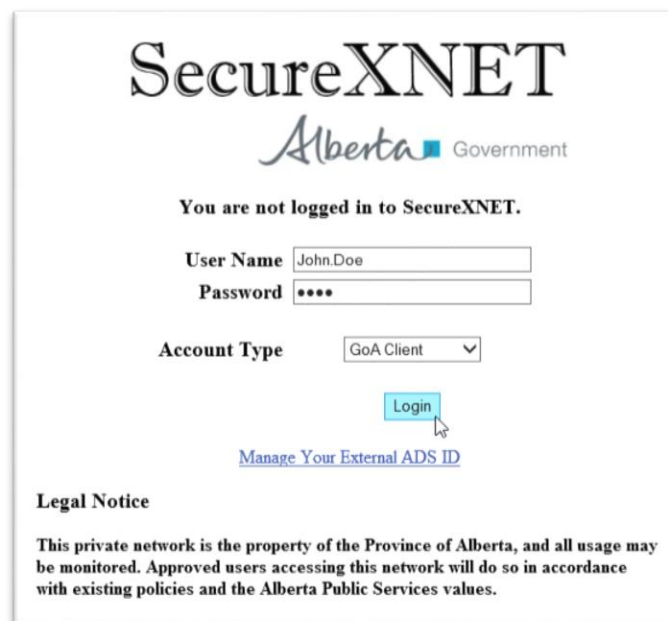 SecureXNET
Alberta Government
You are not logged in to SecureXNET.
User Name John.Doe
Password ••••
Account Type GoA Client
Login
Manage Your External ADS ID
Legal Notice
This private network is the property of the Province of Alberta, and all usage may
be monitored. Approved users accessing this network will do so in accordance
with existing policies and the Alberta Public Services values.